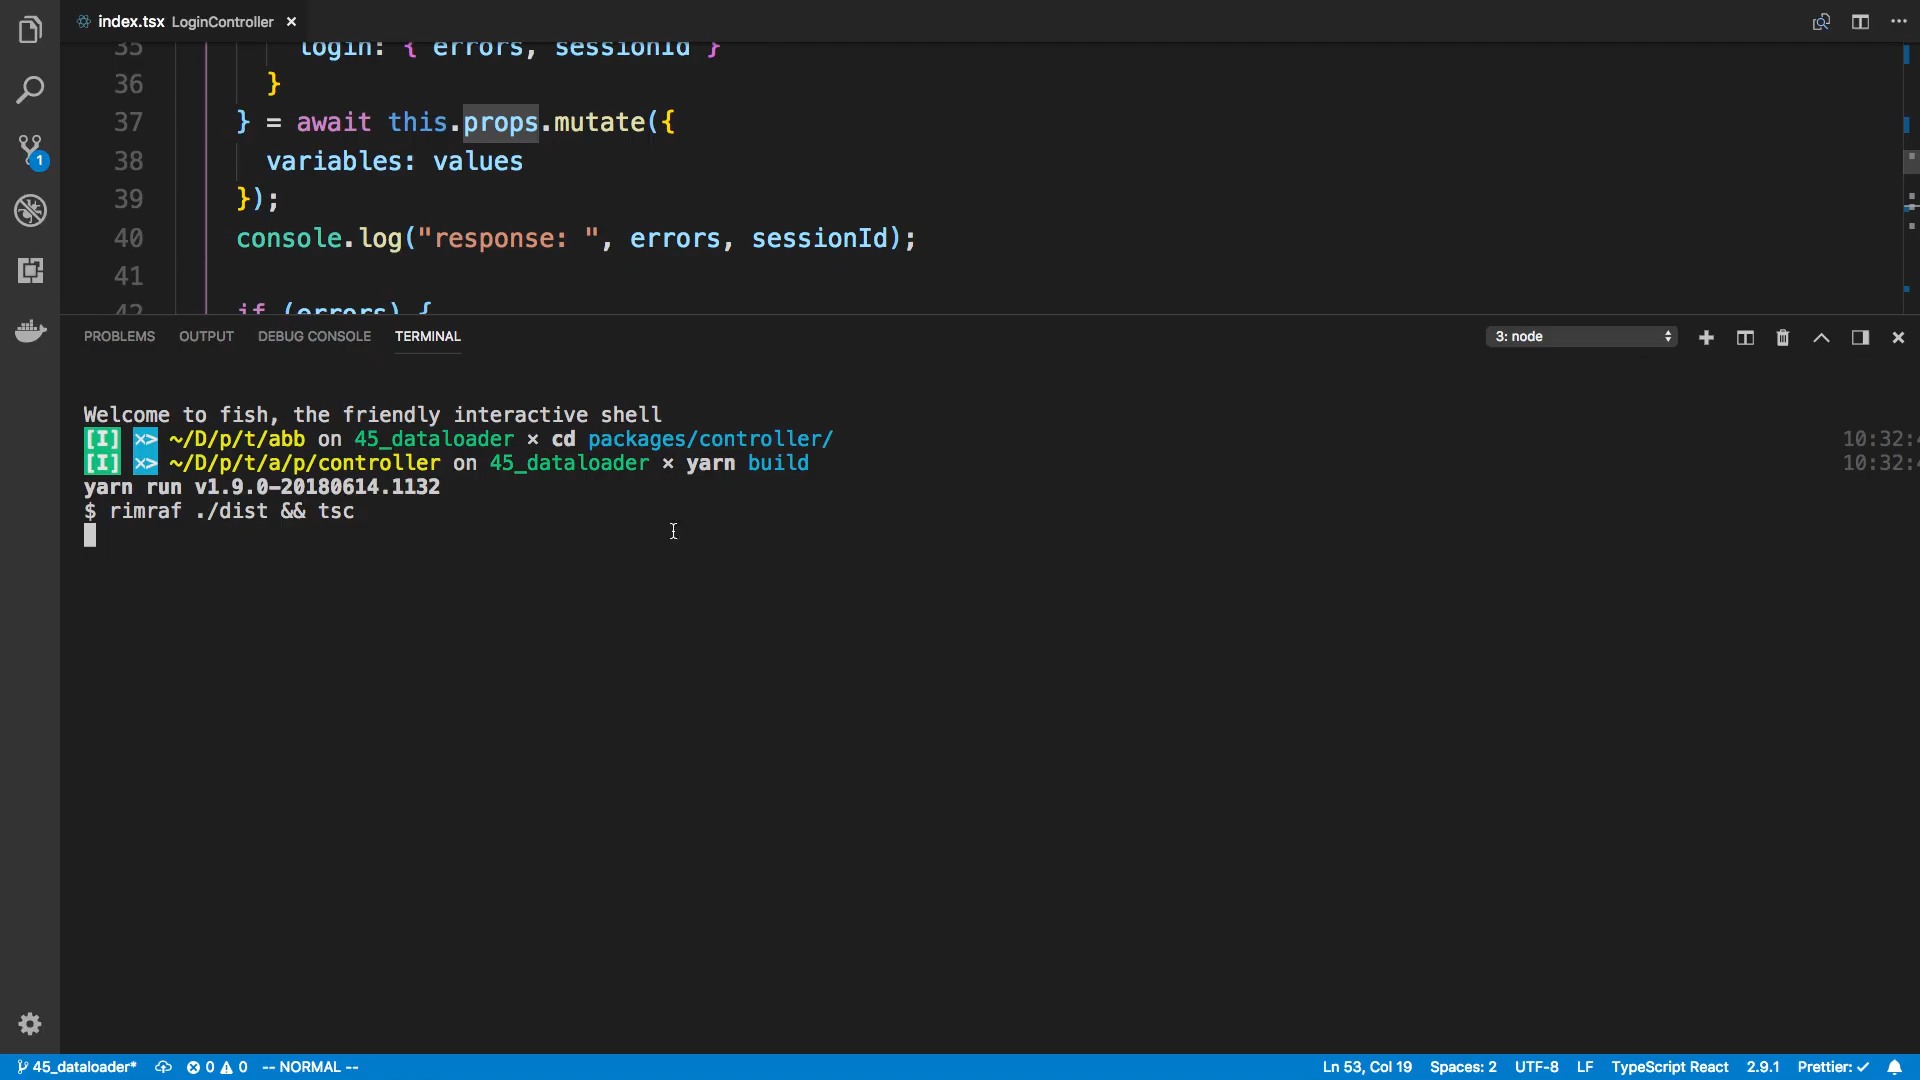 index.tsx LoginController
35 login: { errors, sessionId }
36 }
37 } = await this.props.mutate({
38 variables: values
39 });
40 console.log("response: ", errors, sessionId);
41
42 if (errors) {
PROBLEMS OUTPUT DEBUG CONSOLE TERMINAL 3: node
Welcome to fish, the friendly interactive shell
[I] ×> ~/D/p/t/abb on 45_dataloader × cd packages/controller/ 10:32:
[I] ×> ~/D/p/t/a/p/controller on 45_dataloader × yarn build 10:32:
yarn run v1.9.0-20180614.1132
$ rimraf ./dist && tsc
1
45_dataloader* 0 0 -- NORMAL -- Ln 53, Col 19 Spaces: 2 UTF-8 LF TypeScript React 2.9.1 Prettier: ✓